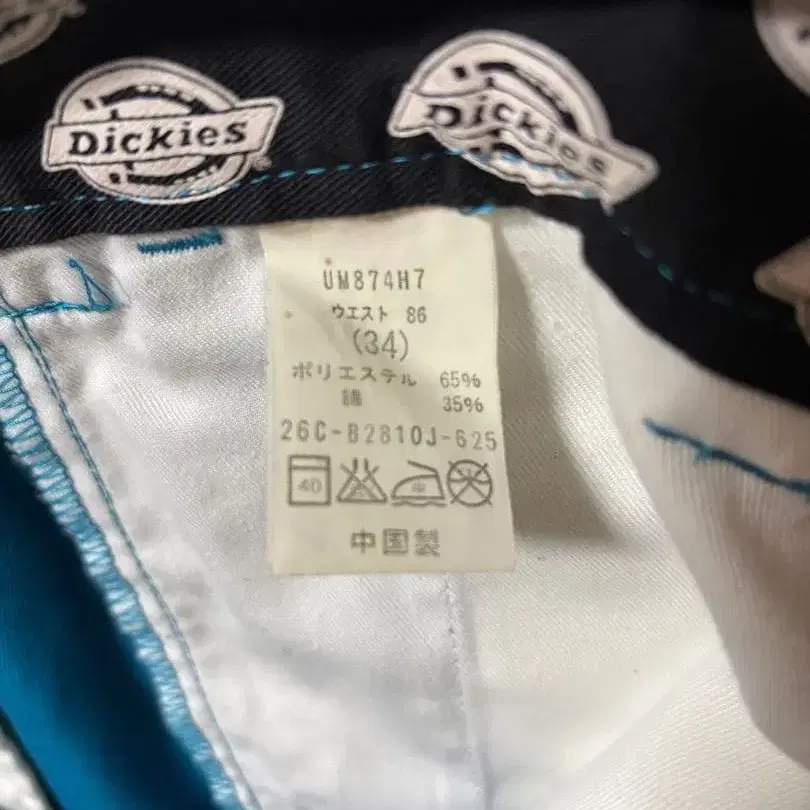 Dickies
Dickies
UM874H7
ウエスト 86
(34)
ポリエステル 65%
綿 35%
26C-B2810J-625
40
中国製